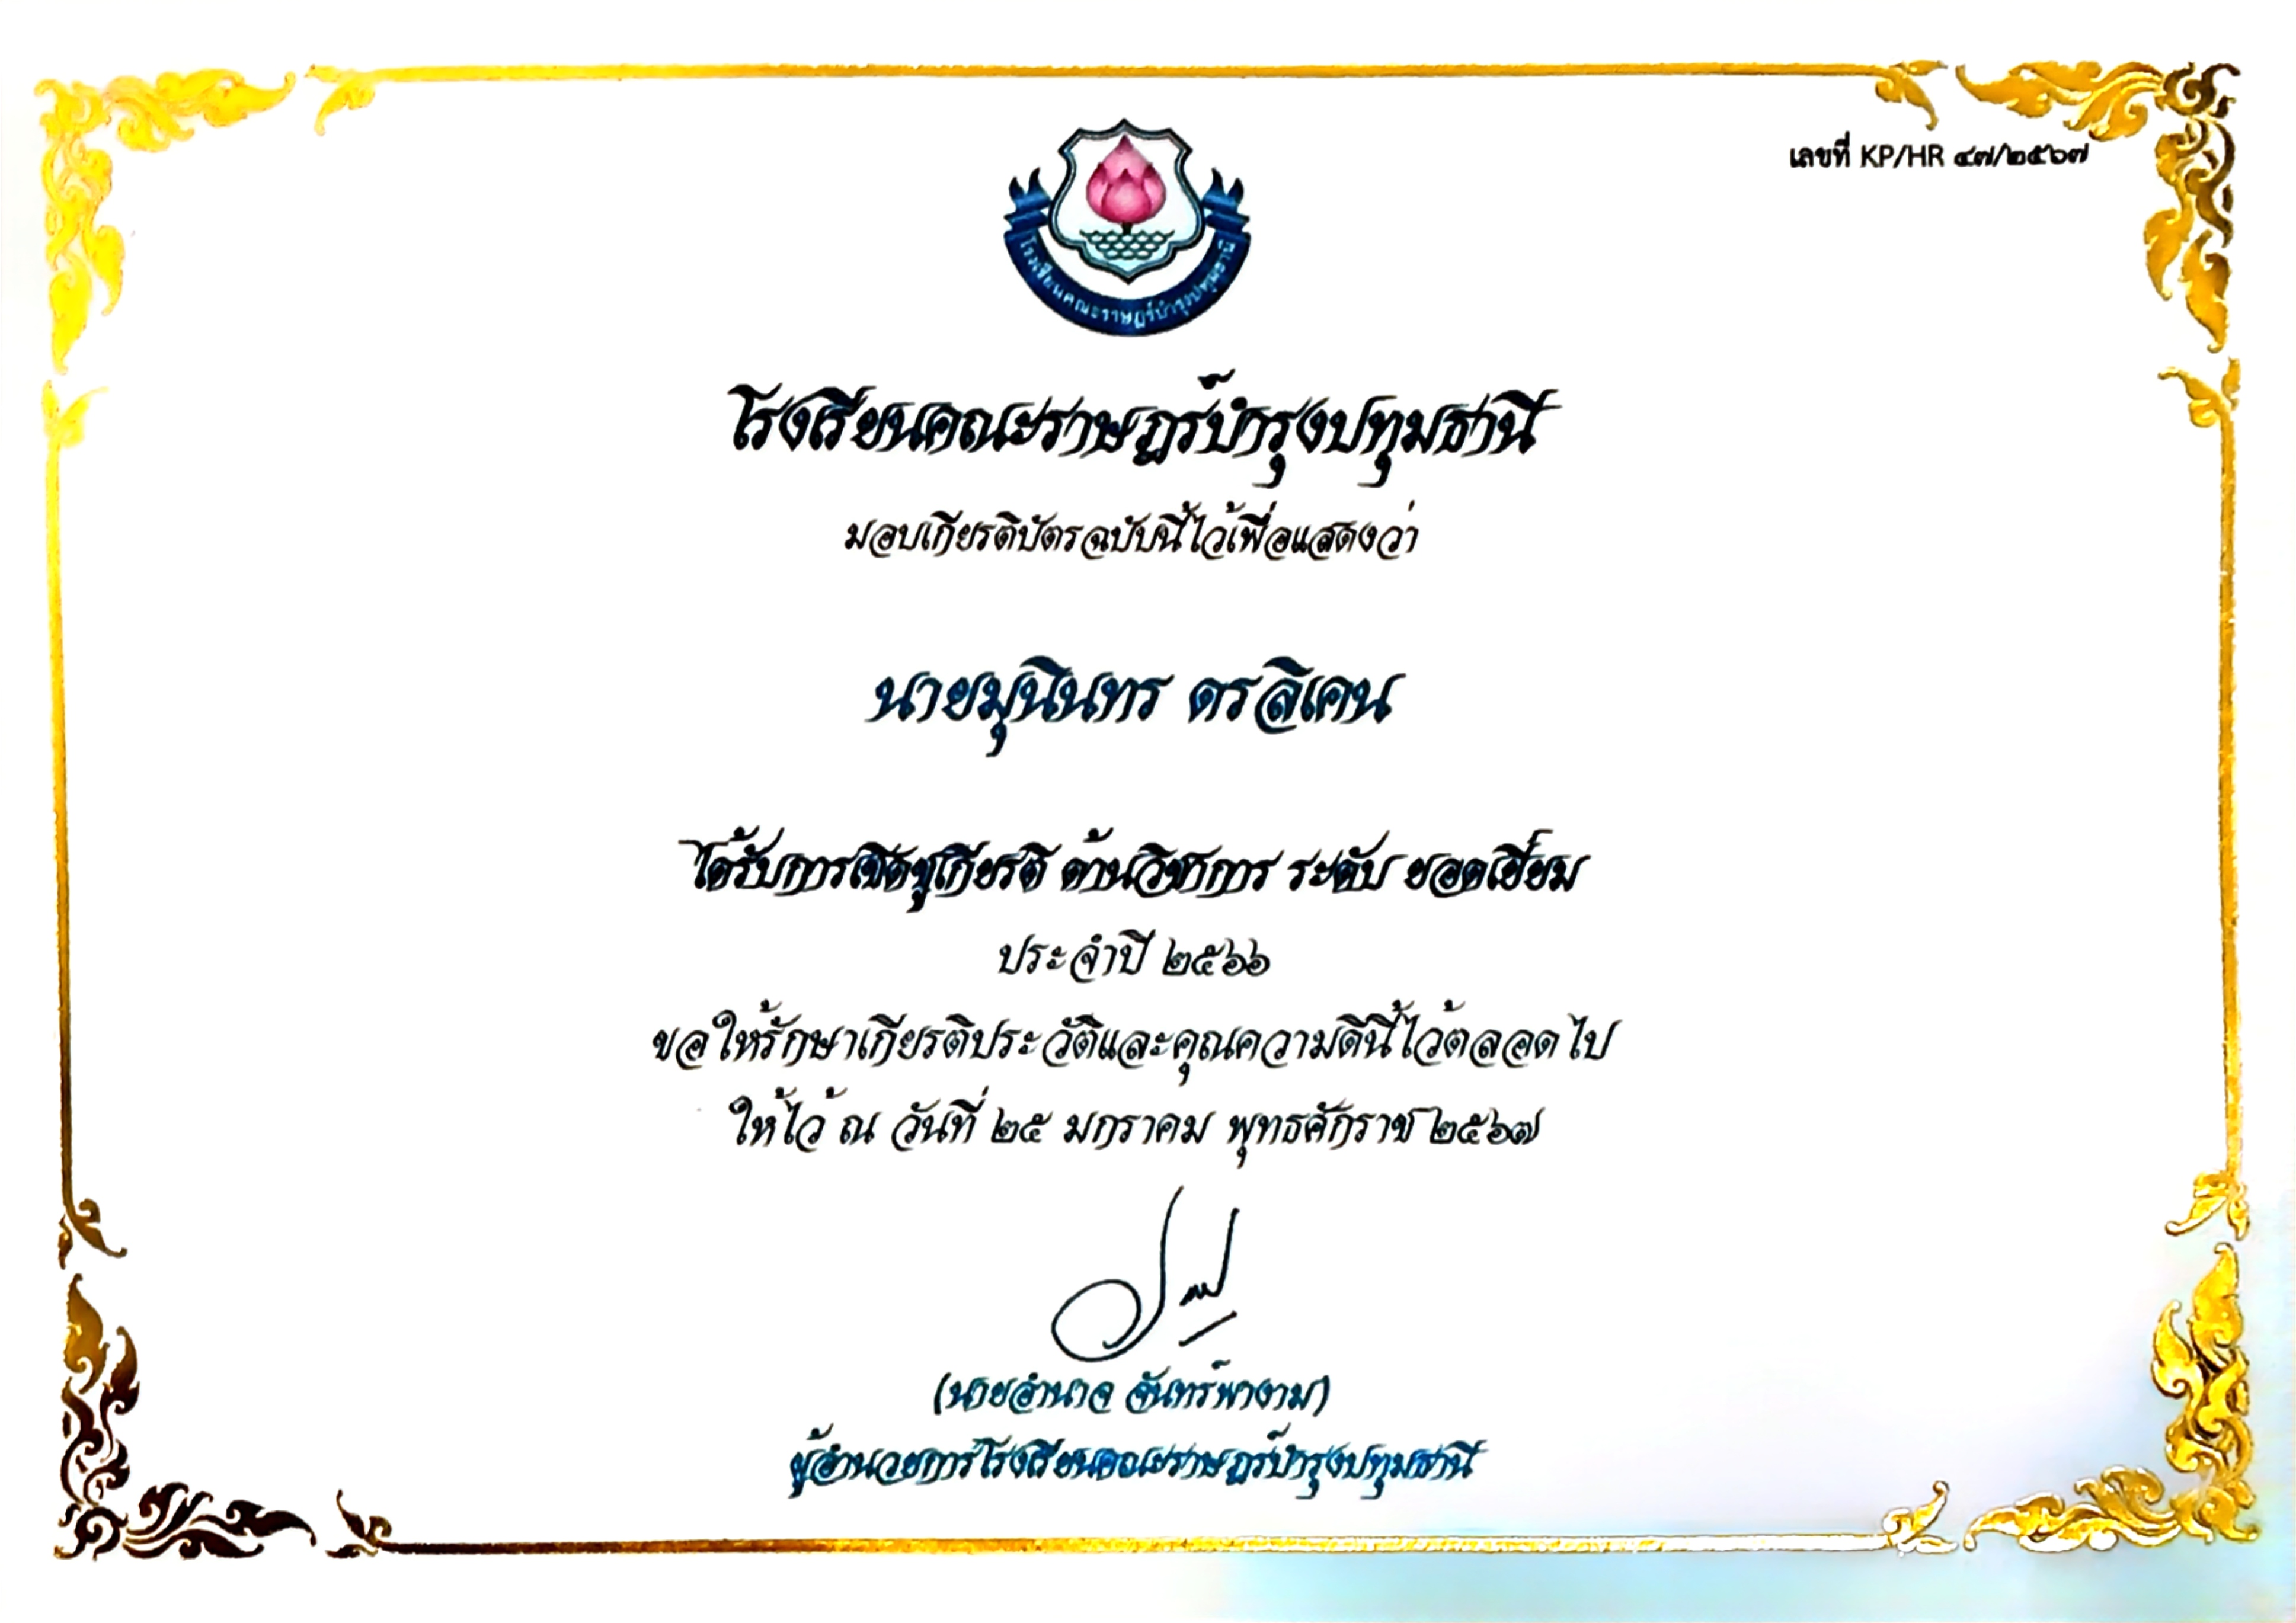 เลขที่ KP/HR ๔๗/๒๕๖๗
โรงเรียนคณะราษฎร์บำรุงปทุมธานี
โรงเรียนคณะราษฎร์บำรุงปทุมธานี
มอบเกียรติบัตรฉบับนี้ไว้เพื่อแสดงว่า
นายมุนินทร ตรลิเคน
ได้รับการเชิดชูเกียรติ ด้านวิชาการ ระดับ ยอดเยี่ยม
ประจำปี ๒๕๖๖
ขอให้รักษาเกียรติประวัติและคุณความดีนี้ไว้ตลอดไป
ให้ไว้ ณ วันที่ ๒๕ มกราคม พุทธศักราช ๒๕๖๗
(นายอำนาจ จันทร์พางาม)
ผู้อำนวยการโรงเรียนคณะราษฎร์บำรุงปทุมธานี